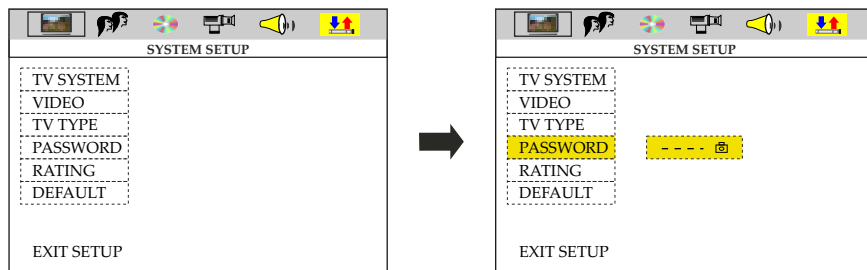 SYSTEM SETUP
TV SYSTEM
VIDEO
TV TYPE
PASSWORD
RATING
DEFAULT
EXIT SETUP
SYSTEM SETUP
TV SYSTEM
VIDEO
TV TYPE
PASSWORD - - - -
RATING
DEFAULT
EXIT SETUP